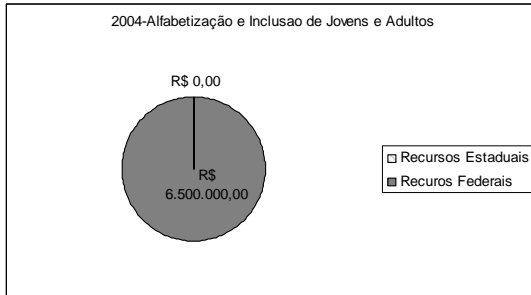 2004-Alfabetização e Inclusao de Jovens e Adultos
R$ 0,00
R$
6.500.000,00
Recursos Estaduais
Recuros Federais